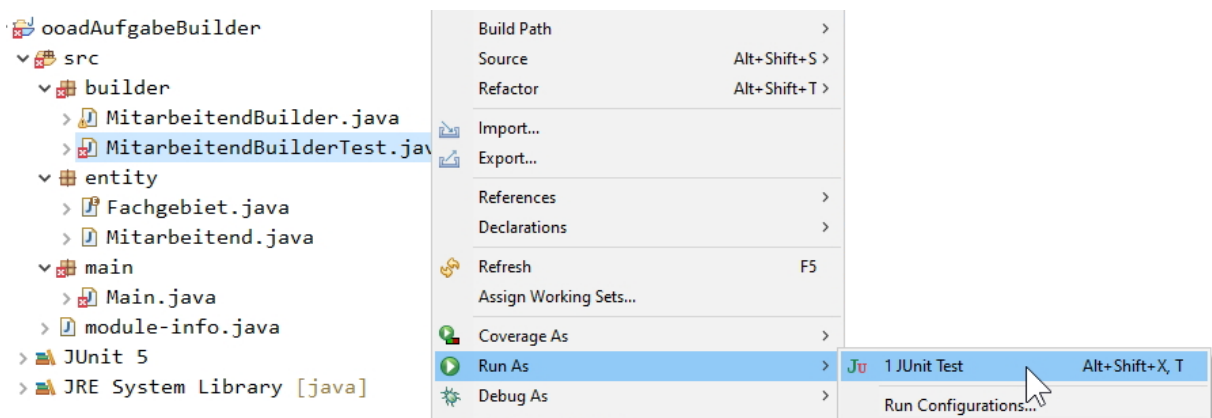 ooadAufgabeBuilder
src
builder
MitarbeitendBuilder.java
MitarbeitendBuilderTest.jav
entity
Fachgebiet.java
Mitarbeitend.java
main
Main.java
module-info.java
JUnit 5
JRE System Library [java]
Build Path
Source Alt+Shift+S
Refactor Alt+Shift+T
Import...
Export...
References
Declarations
Refresh F5
Assign Working Sets...
Coverage As
Run As
Debug As
Ju 1 JUnit Test Alt+Shift+X, T
Run Configurations...